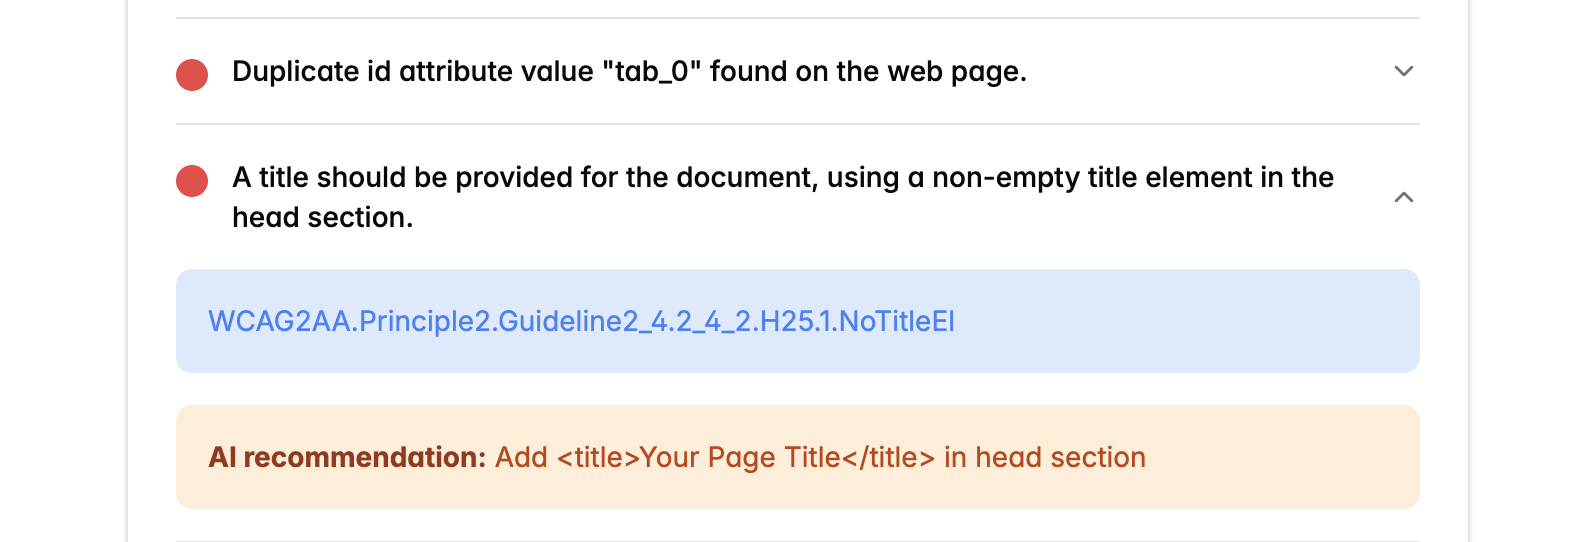 Duplicate id attribute value "tab_0" found on the web page.
A title should be provided for the document, using a non-empty title element in the
head section.
WCAG2AA.Principle2.Guideline2_4.2_4_2.H25.1.NoTitleEl
AI recommendation: Add <title>Your Page Title</title> in head section